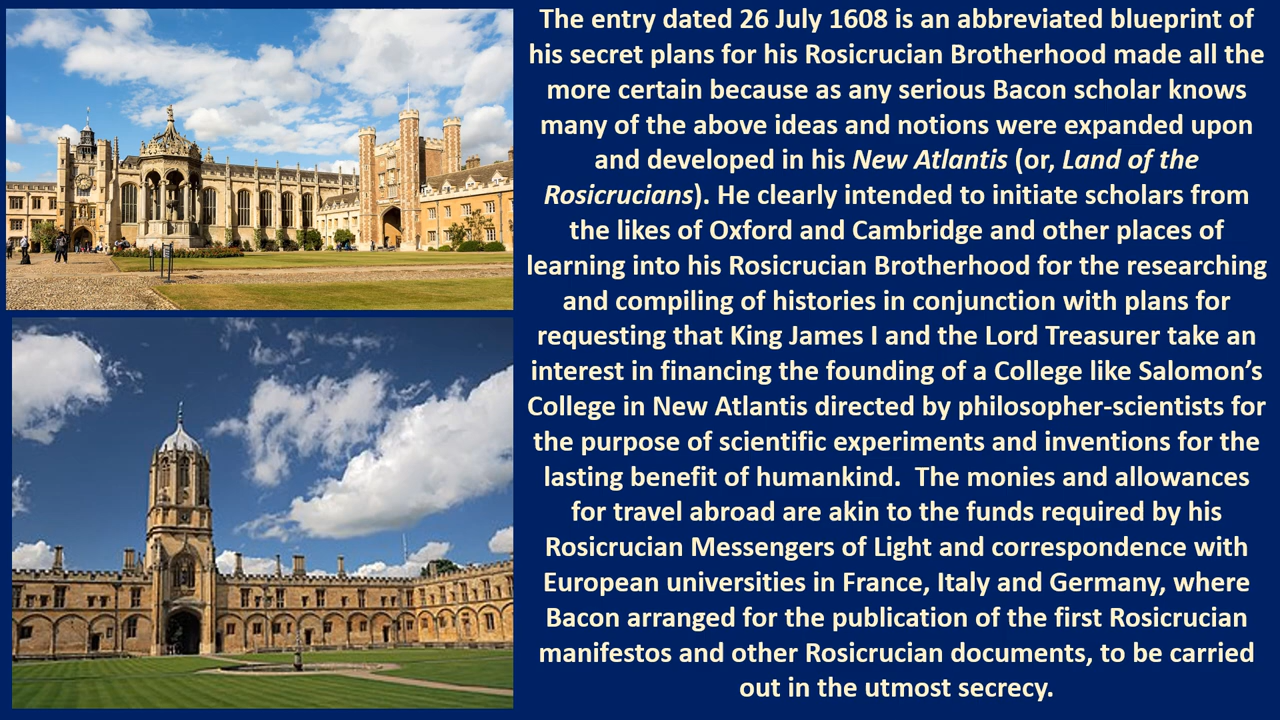 The entry dated 26 July 1608 is an abbreviated blueprint of
his secret plans for his Rosicrucian Brotherhood made all the
more certain because as any serious Bacon scholar knows
many of the above ideas and notions were expanded upon
and developed in his New Atlantis (or, Land of the
Rosicrucians). He clearly intended to initiate scholars from
the likes of Oxford and Cambridge and other places of
learning into his Rosicrucian Brotherhood for the researching
and compiling of histories in conjunction with plans for
requesting that King James I and the Lord Treasurer take an
interest in financing the founding of a College like Salomon’s
College in New Atlantis directed by philosopher-scientists for
the purpose of scientific experiments and inventions for the
lasting benefit of humankind.  The monies and allowances
for travel abroad are akin to the funds required by his
Rosicrucian Messengers of Light and correspondence with
European universities in France, Italy and Germany, where
Bacon arranged for the publication of the first Rosicrucian
manifestos and other Rosicrucian documents, to be carried
out in the utmost secrecy.